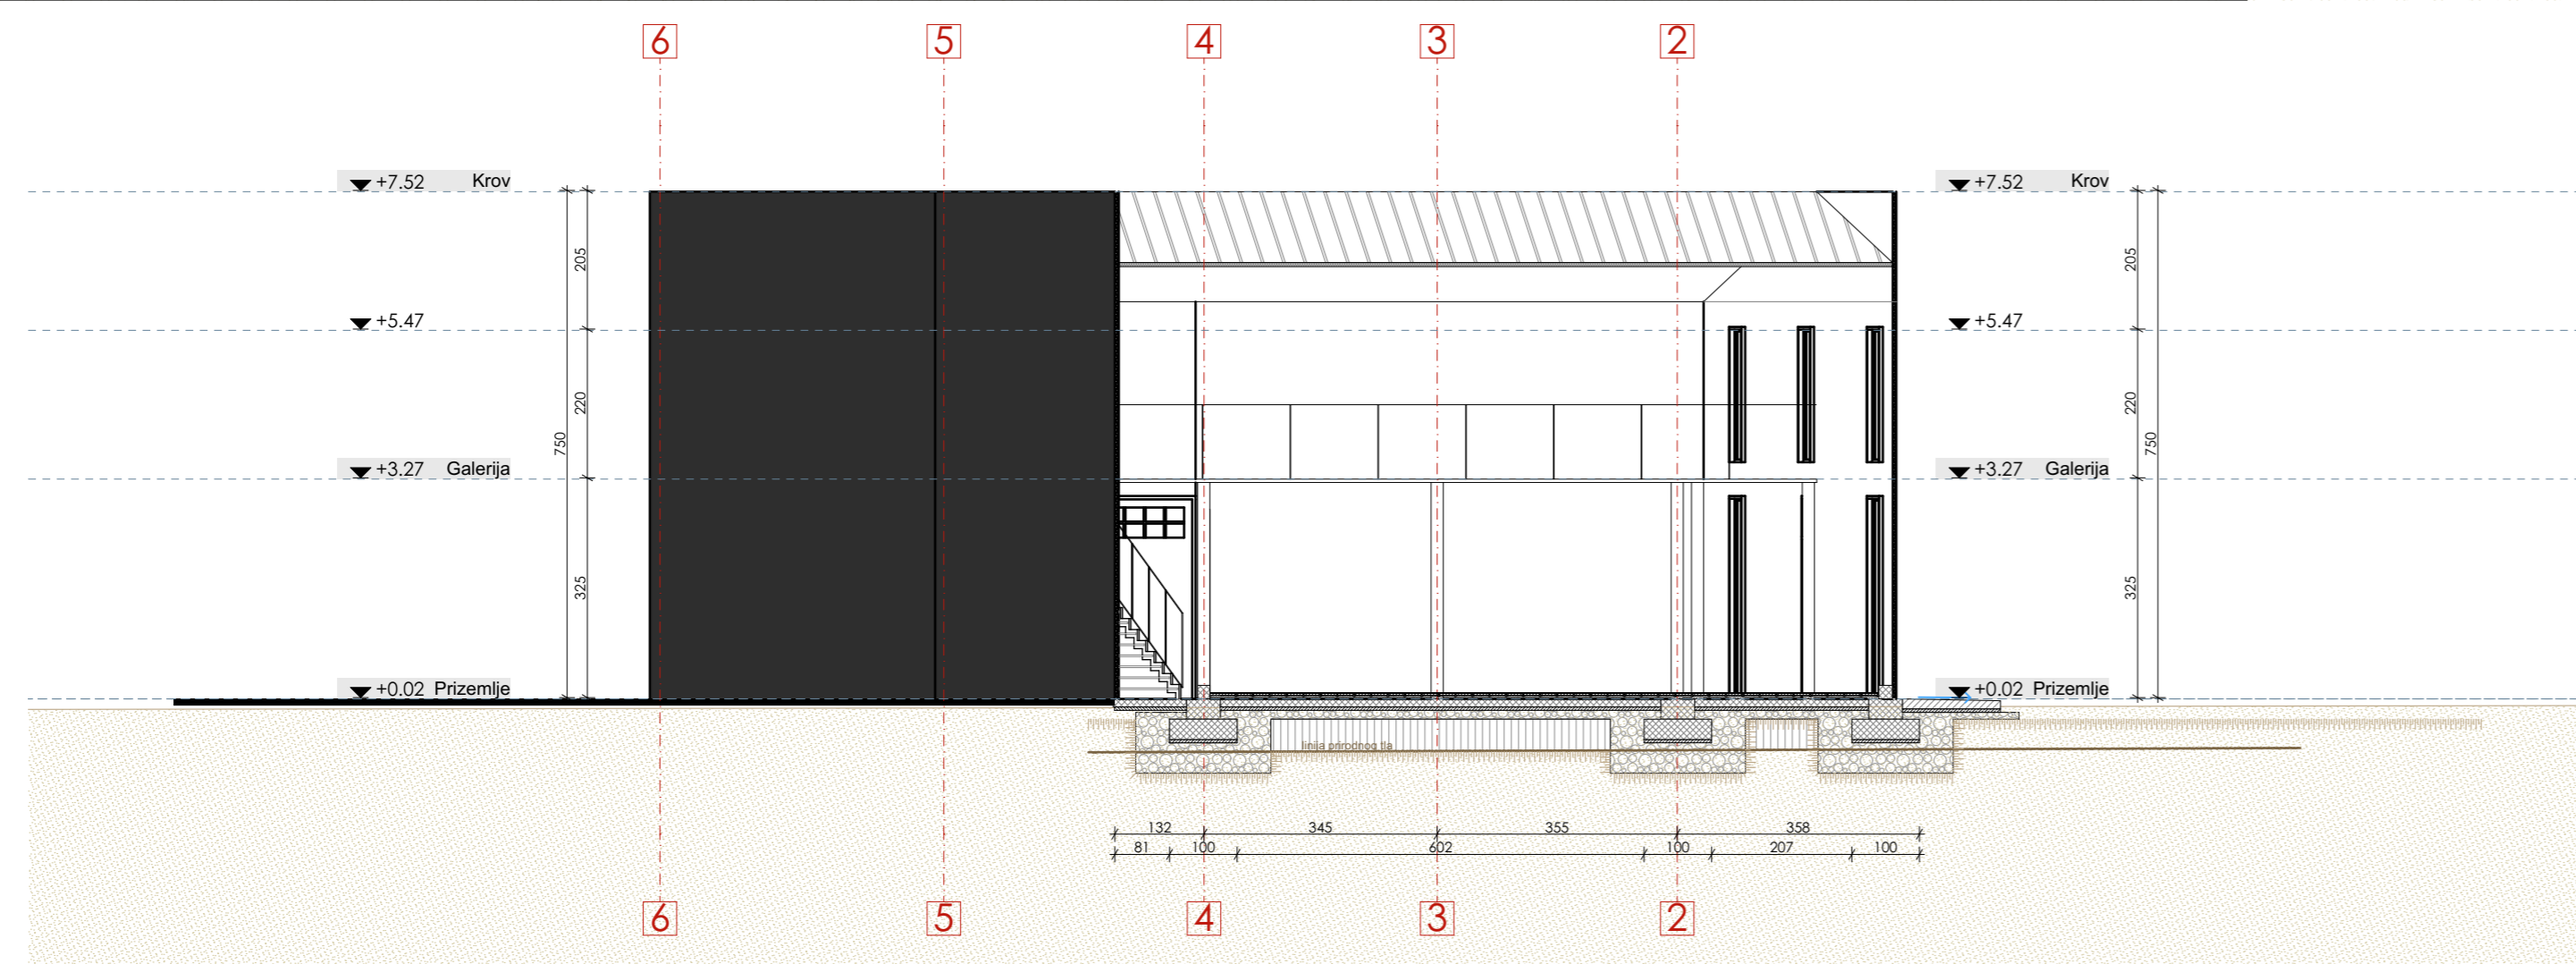 6 5 4 3 2
+7.52 Krov
+7.52 Krov
205
205
+5.47
+5.47
220
220
750
750
+3.27 Galerija
+3.27 Galerija
325
325
+0.02 Prizemlje
+0.02 Prizemlje
linija prirodnog tla
132 345 355 358
81 100 602 100 207 100
6 5 4 3 2